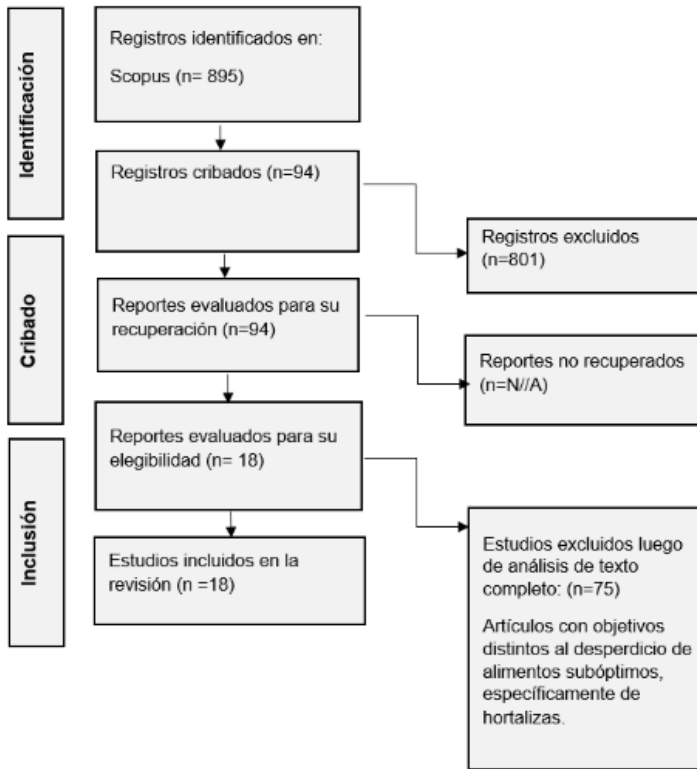 Identificación
Registros identificados en:
Scopus (n= 895)
Registros cribados (n=94)
Registros excluidos
(n=801)
Cribado
Reportes evaluados para su
recuperación (n=94)
Reportes no recuperados
(n=N//A)
Inclusión
Reportes evaluados para su
elegibilidad (n= 18)
Estudios incluidos en la
revisión (n =18)
Estudios excluidos luego
de análisis de texto
completo: (n=75)
Artículos con objetivos
distintos al desperdicio de
alimentos subóptimos,
específicamente de
hortalizas.